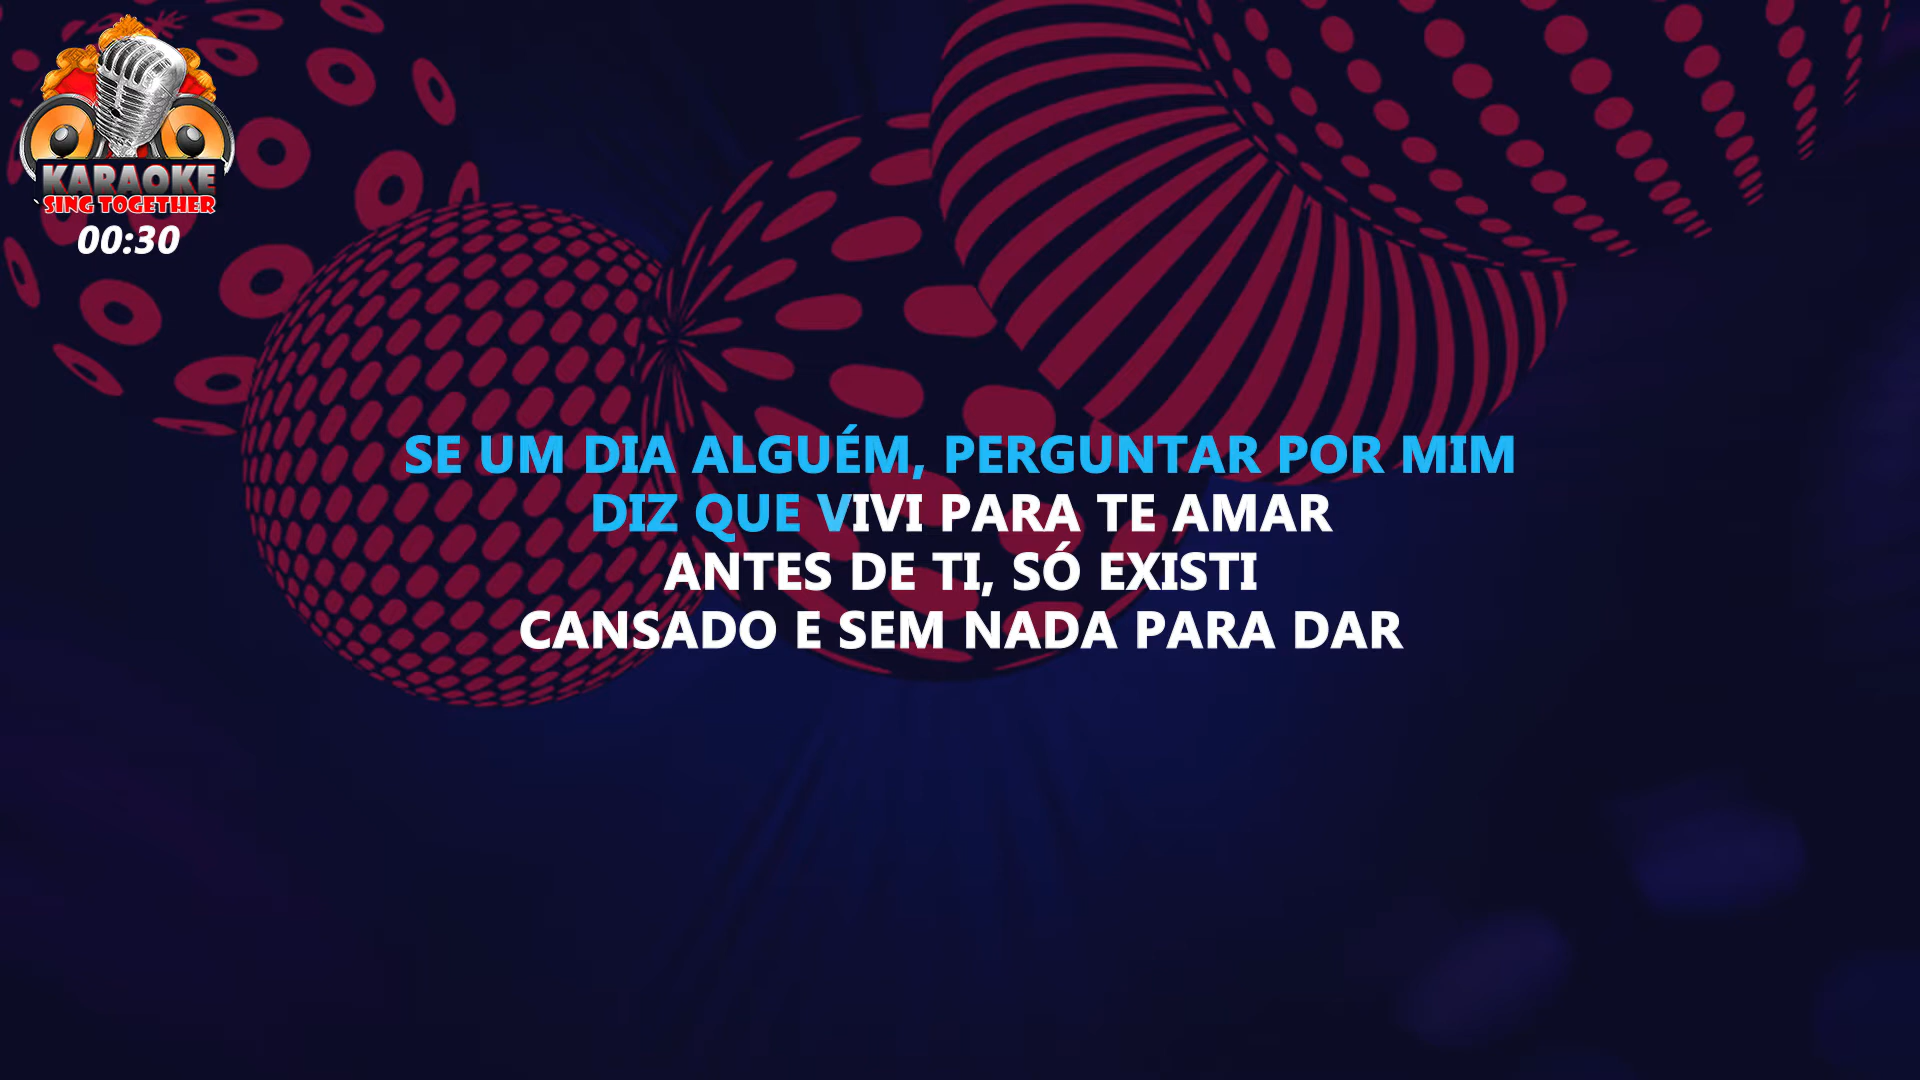 KARAOKE
SING TOGETHER
00:30
SE UM DIA ALGUÉM, PERGUNTAR POR MIM
DIZ QUE VIVI PARA TE AMAR
ANTES DE TI, SÓ EXISTI
CANSADO E SEM NADA PARA DAR